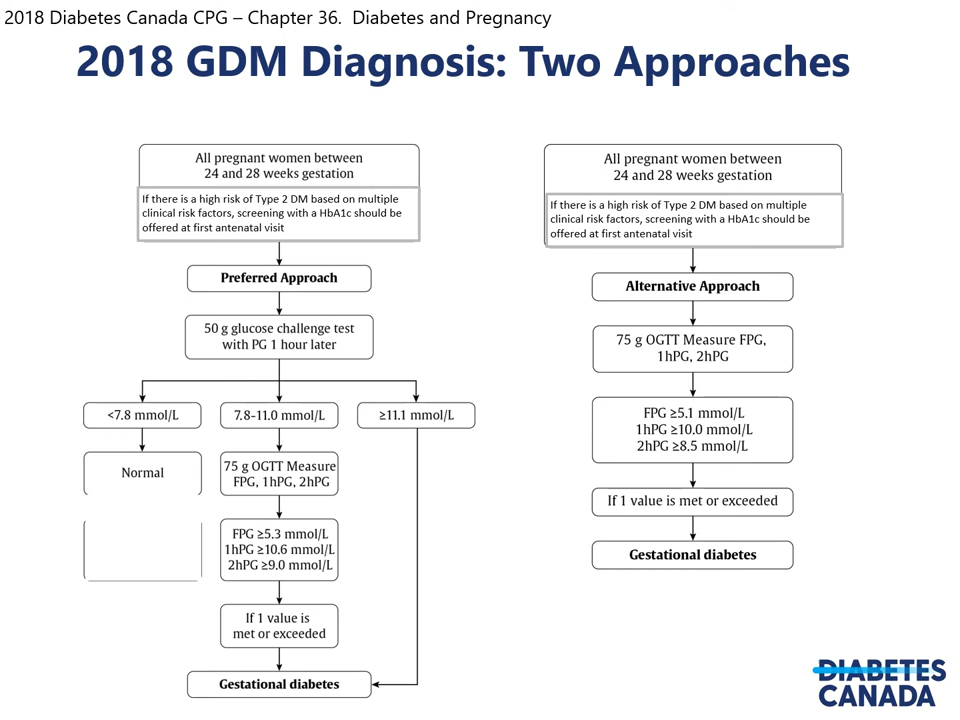 2018 Diabetes Canada CPG – Chapter 36.  Diabetes and Pregnancy
2018 GDM Diagnosis: Two Approaches
All pregnant women between
24 and 28 weeks gestation
If there is a high risk of Type 2 DM based on multiple
clinical risk factors, screening with a HbA1c should be
offered at first antenatal visit
Preferred Approach
50 g glucose challenge test
with PG 1 hour later
<7.8 mmol/L
7.8-11.0 mmol/L
≥11.1 mmol/L
Normal
75 g OGTT Measure
FPG, 1hPG, 2hPG
FPG ≥5.3 mmol/L
1hPG ≥10.6 mmol/L
2hPG ≥9.0 mmol/L
If 1 value is
met or exceeded
Gestational diabetes
All pregnant women between
24 and 28 weeks gestation
If there is a high risk of Type 2 DM based on multiple
clinical risk factors, screening with a HbA1c should be
offered at first antenatal visit
Alternative Approach
75 g OGTT Measure FPG,
1hPG, 2hPG
FPG ≥5.1 mmol/L
1hPG ≥10.0 mmol/L
2hPG ≥8.5 mmol/L
If 1 value is met or exceeded
Gestational diabetes
DIABETES
CANADA